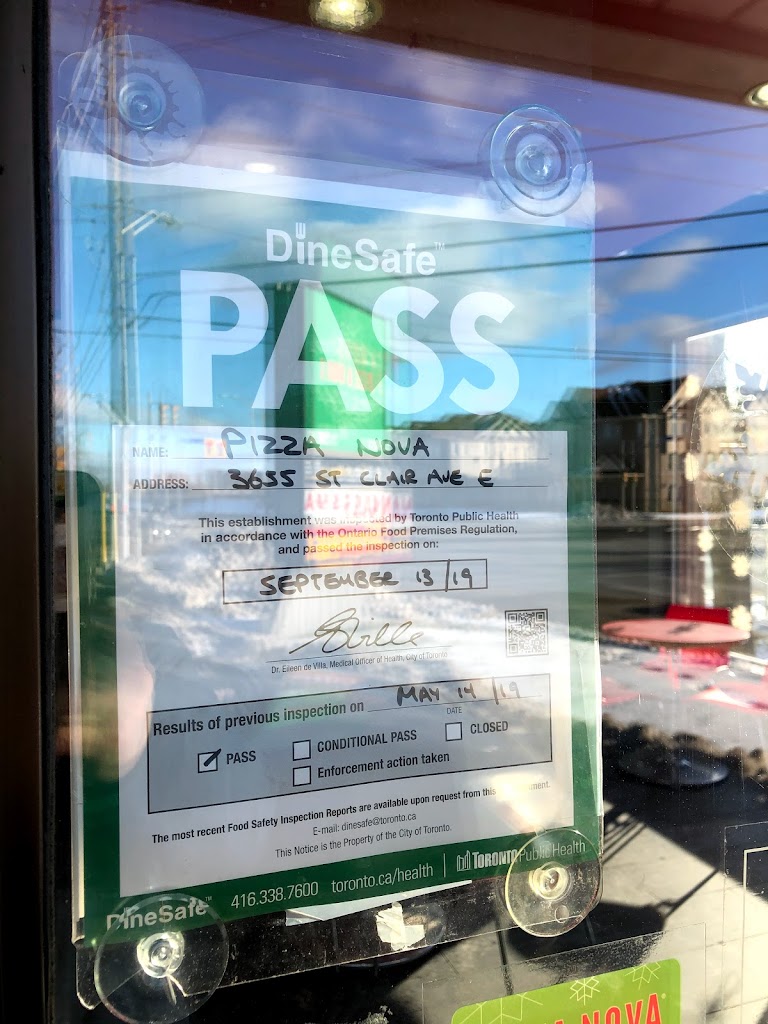 DineSafe™
PASS
NAME: PIZZA NOVA
ADDRESS: 3655 ST CLAIR AVE E
This establishment was inspected by Toronto Public Health
in accordance with the Ontario Food Premises Regulation,
and passed the inspection on:
SEPTEMBER 13/19
Dr. Eileen de Villa, Medical Officer of Health, City of Toronto
Results of previous inspection on MAY 14/19
DATE
PASS CONDITIONAL PASS CLOSED
Enforcement action taken
The most recent Food Safety Inspection Reports are available upon request from this
E-mail: dinesafe@toronto.ca
This Notice is the Property of the City of Toronto.
DineSafe™ 416.338.7600 toronto.ca/health TORONTO Public Health
NOVA